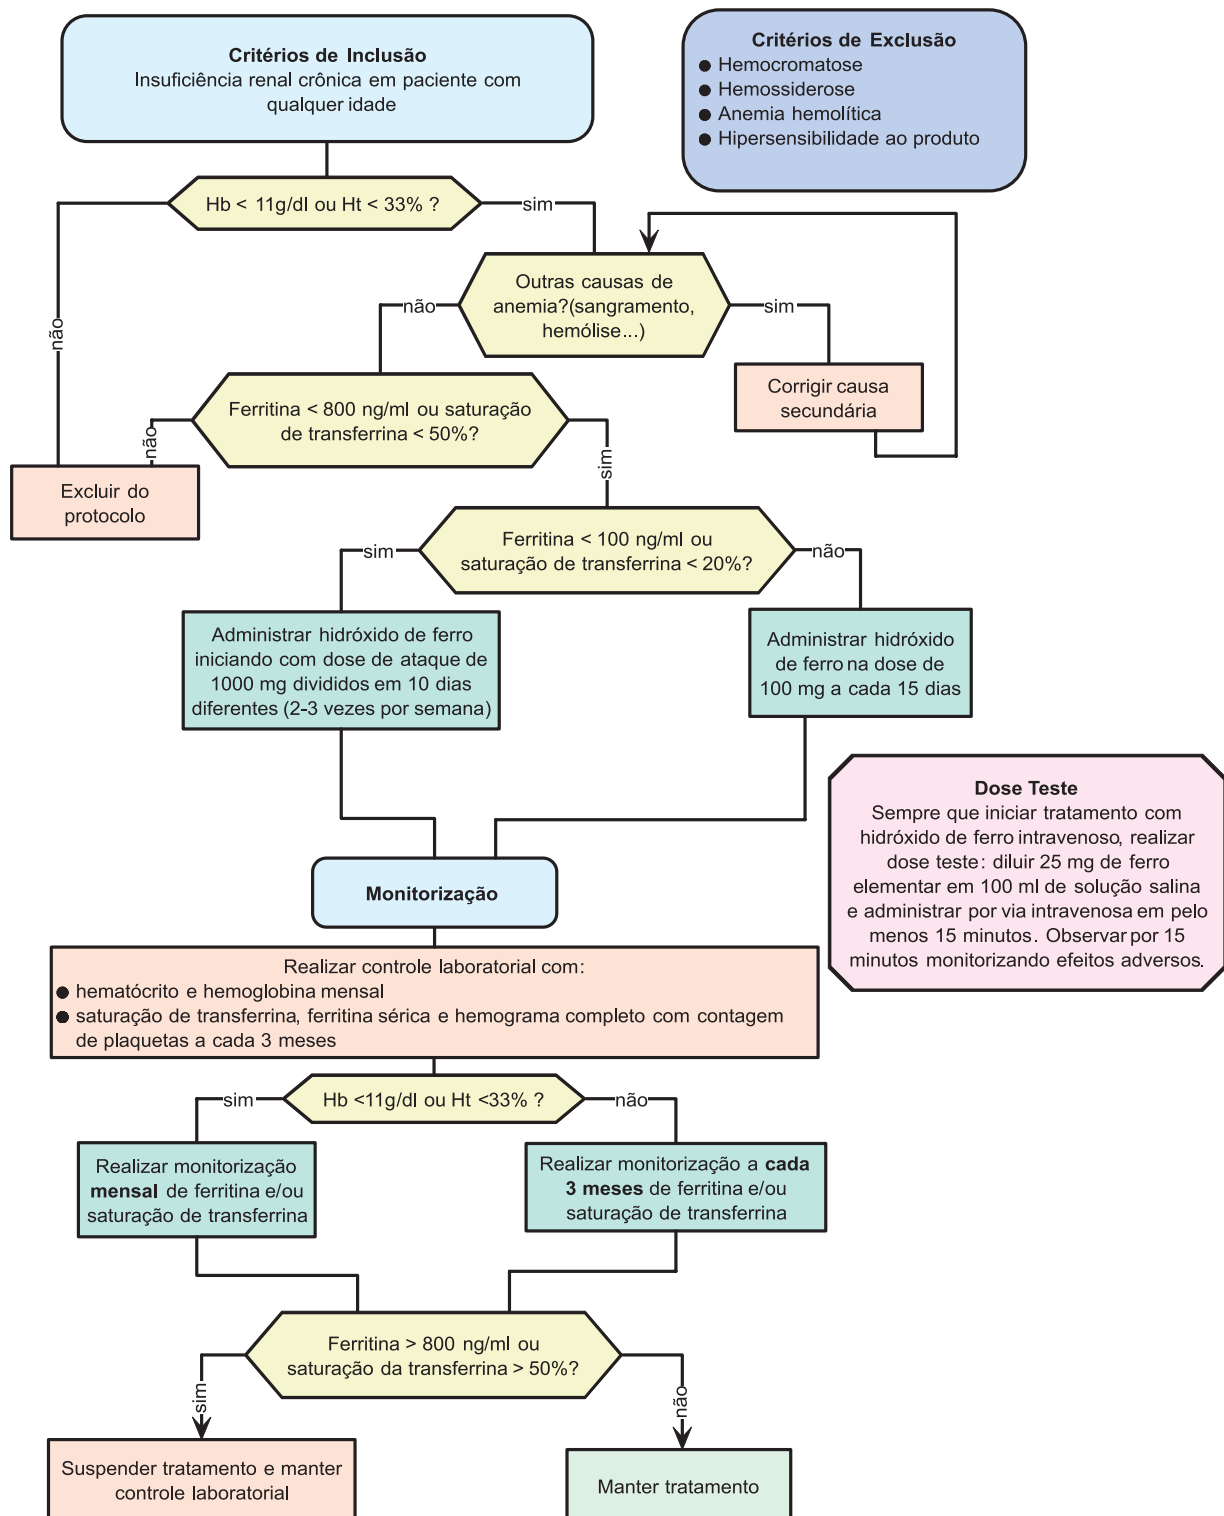 Critérios de Inclusão
Insuficiência renal crônica em paciente com
qualquer idade
Critérios de Exclusão
● Hemocromatose
● Hemossiderose
● Anemia hemolítica
● Hipersensibilidade ao produto
Hb < 11g/dl ou Ht < 33% ?
sim
não
Outras causas de
anemia?(sangramento,
hemólise...)
não
sim
Corrigir causa
secundária
Ferritina < 800 ng/ml ou saturação
de transferrina < 50%?
não
sim
Excluir do
protocolo
Ferritina < 100 ng/ml ou
saturação de transferrina < 20%?
sim
não
Administrar hidróxido de ferro
iniciando com dose de ataque de
1000 mg divididos em 10 dias
diferentes (2-3 vezes por semana)
Administrar hidróxido
de ferro na dose de
100 mg a cada 15 dias
Dose Teste
Sempre que iniciar tratamento com
hidróxido de ferro intravenoso, realizar
dose teste: diluir 25 mg de ferro
elementar em 100 ml de solução salina
e administrar por via intravenosa em pelo
menos 15 minutos. Observar por 15
minutos monitorizando efeitos adversos.
Monitorização
Realizar controle laboratorial com:
● hematócrito e hemoglobina mensal
● saturação de transferrina, ferritina sérica e hemograma completo com contagem
de plaquetas a cada 3 meses
Hb <11g/dl ou Ht <33% ?
sim
não
Realizar monitorização
mensal de ferritina e/ou
saturação de transferrina
Realizar monitorização a cada
3 meses de ferritina e/ou
saturação de transferrina
Ferritina > 800 ng/ml ou
saturação da transferrina > 50%?
sim
não
Suspender tratamento e manter
controle laboratorial
Manter tratamento